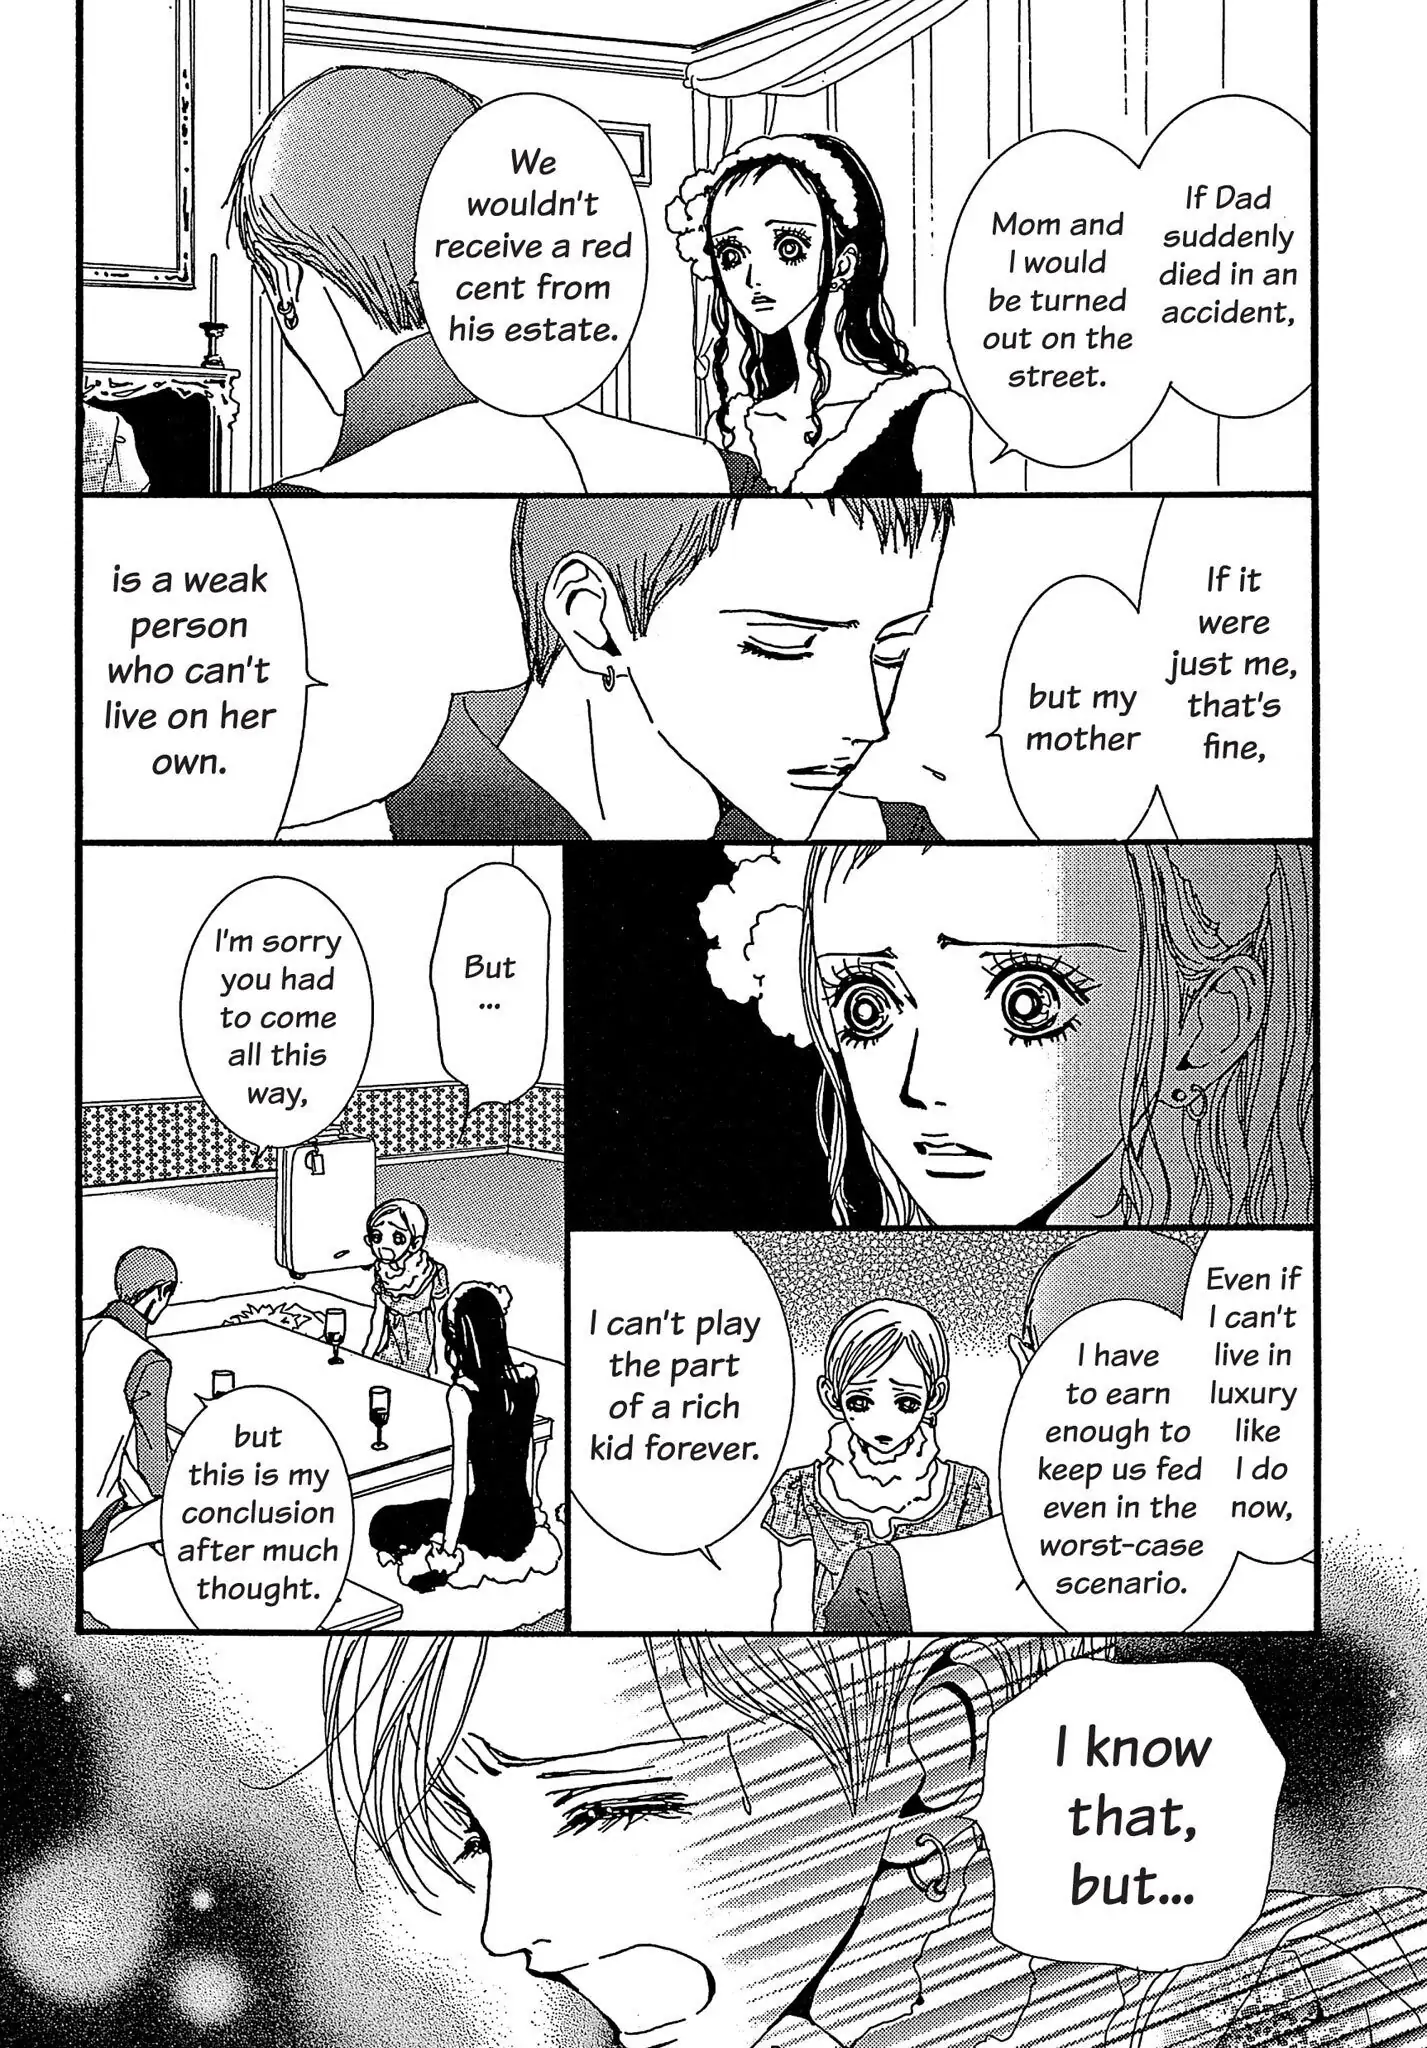 If Dad
suddenly
died in an
accident,
Mom and
I would
be turned
out on the
street.
We
wouldn't
receive a red
cent from
his estate.
If it
were
just me,
that's
fine,
but my
mother
is a weak
person
who can't
live on her
own.
Even if
I can't
live in
luxury
like
I do
now,
I have
to earn
enough to
keep us fed
even in the
worst-case
scenario.
I can't play
the part
of a rich
kid forever.
But
...
I'm sorry
you had
to come
all this
way,
but
this is my
conclusion
after much
thought.
I know
that,
but...